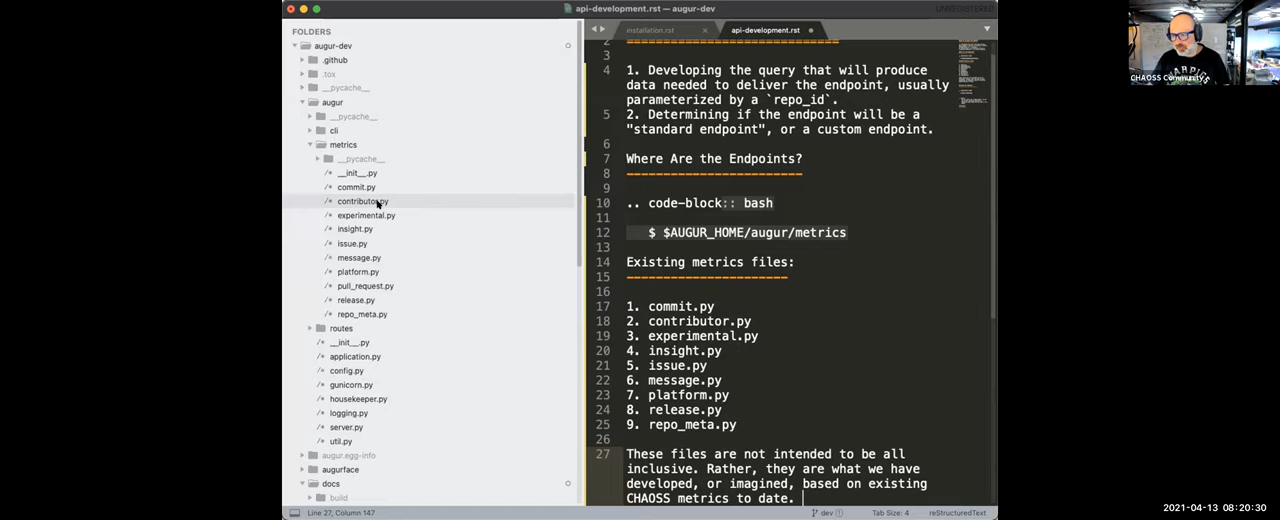 api-development.rst — augur-dev
UNREGISTERED
FOLDERS
augur-dev
.github
.tox
__pycache__
augur
__pycache__
cli
metrics
__pycache__
__init__.py
commit.py
contributor.py
experimental.py
insight.py
issue.py
message.py
platform.py
pull_request.py
release.py
repo_meta.py
routes
__init__.py
application.py
config.py
gunicorn.py
housekeeper.py
logging.py
server.py
util.py
augur.egg-info
augurface
docs
build
installation.rst
api-development.rst
2
3
4 1. Developing the query that will produce
data needed to deliver the endpoint, usually
parameterized by a `repo_id`.
5 2. Determining if the endpoint will be a
"standard endpoint", or a custom endpoint.
6
7 Where Are the Endpoints?
8 ------------------------
9
10 .. code-block:: bash
11
12 $ $AUGUR_HOME/augur/metrics
13
14 Existing metrics files:
15 ----------------------
16
17 1. commit.py
18 2. contributor.py
19 3. experimental.py
20 4. insight.py
21 5. issue.py
22 6. message.py
23 7. platform.py
24 8. release.py
25 9. repo_meta.py
26
27 These files are not intended to be all
inclusive. Rather, they are what we have
developed, or imagined, based on existing
CHAOSS metrics to date.
Line 27, Column 147
dev
Tab Size: 4
reStructuredText
CHAOSS Community
2021-04-13 08:20:30